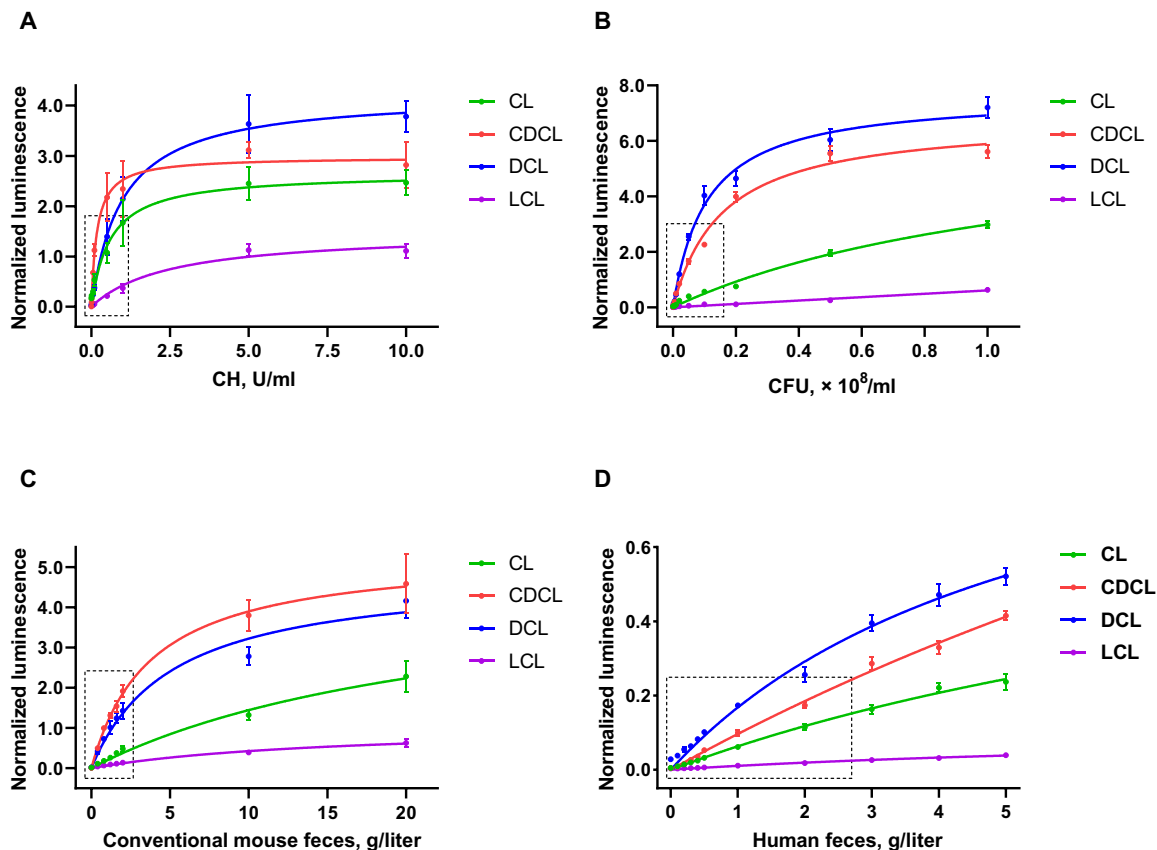 A
Normalized luminescence
4.0
3.0
2.0
1.0
0.0
0.0
2.5
5.0
7.5
10.0
CH, U/ml
CL
CDCL
DCL
LCL
B
Normalized luminescence
8.0
6.0
4.0
2.0
0.0
0.0
0.2
0.4
0.6
0.8
1.0
CFU, × 10⁸/ml
CL
CDCL
DCL
LCL
C
Normalized luminescence
5.0
4.0
3.0
2.0
1.0
0.0
0
5
10
15
20
Conventional mouse feces, g/liter
CL
CDCL
DCL
LCL
D
Normalized luminescence
0.6
0.4
0.2
0.0
0
1
2
3
4
5
Human feces, g/liter
CL
CDCL
DCL
LCL